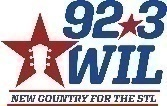 92★3
WIL
NEW COUNTRY FOR THE STL